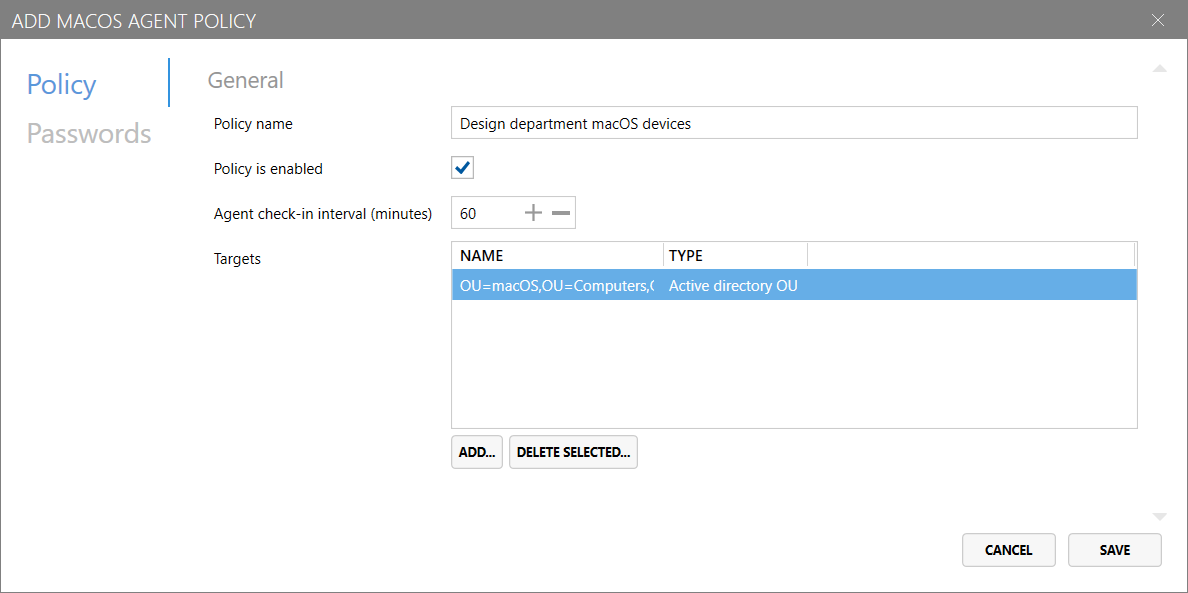 ADD MACOS AGENT POLICY
Policy
Passwords
General
Policy name
Design department macOS devices
Policy is enabled
Agent check-in interval (minutes)
60
Targets
NAME TYPE
OU=macOS,OU=Computers, Active directory OU
ADD... DELETE SELECTED...
CANCEL SAVE